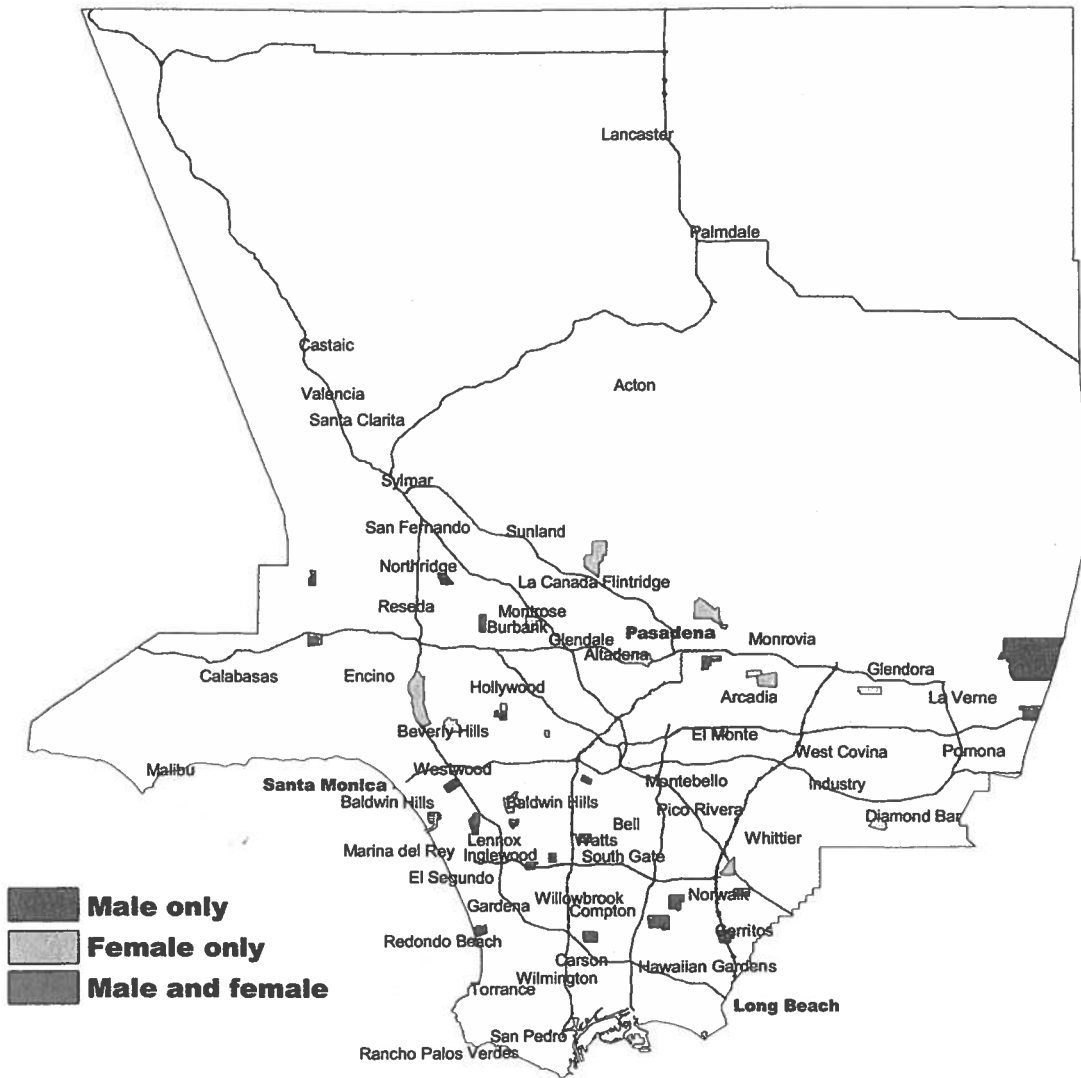 Lancaster
Palmdale
Castaic
Acton
Valencia
Santa Clarita
Sylmar
San Fernando
Sunland
Northridge
La Canada Flintridge
Reseda
Montrose
Burbank
Glendale
Pasadena
Monrovia
Altadena
Calabasas
Encino
Hollywood
Arcadia
Glendora
La Verne
Beverly Hills
El Monte
West Covina
Pomona
Malibu
Westwood
Santa Monica
Montebello
Industry
Baldwin Hills
Baldwin Hills
Pico Rivera
Diamond Bar
Bell
Whittier
Lennox
Watts
Marina del Rey
Inglewood
South Gate
El Segundo
Willowbrook
Norwalk
Gardena
Compton
Redondo Beach
Cerritos
Carson
Hawaiian Gardens
Wilmington
Torrance
Long Beach
San Pedro
Rancho Palos Verdes
Male only
Female only
Male and female